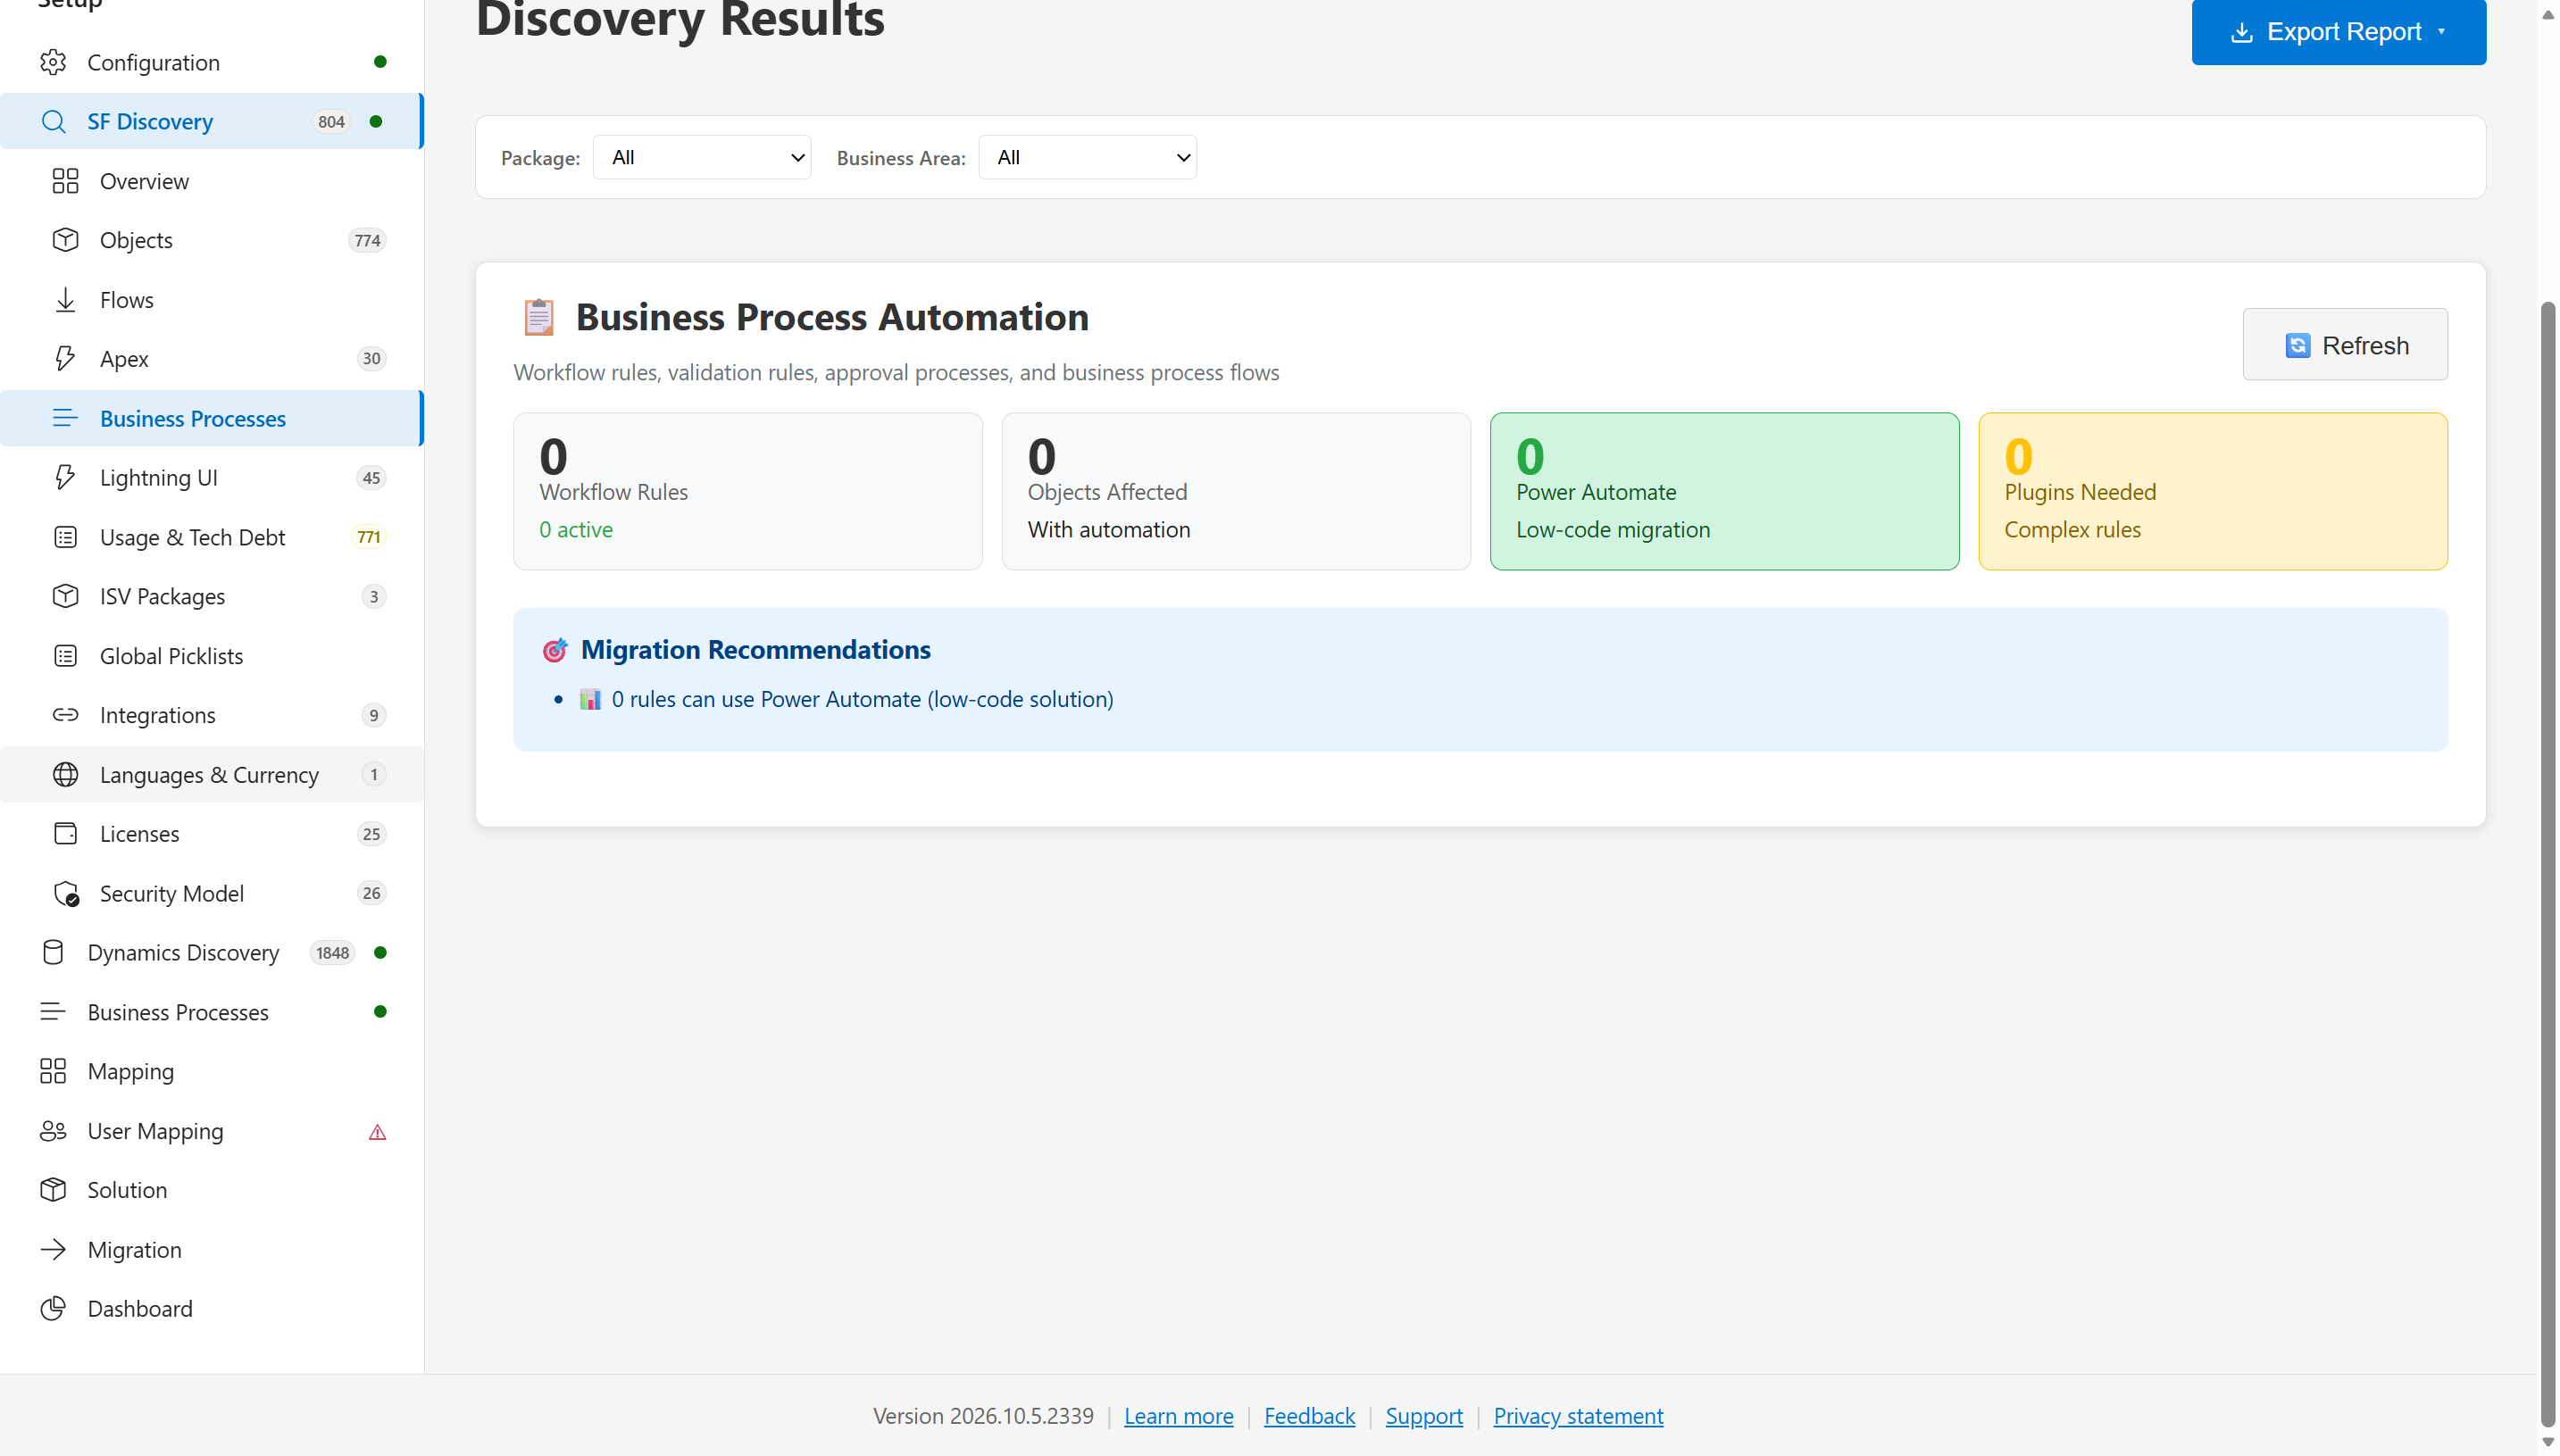 Setup
Configuration
SF Discovery 804
Overview
Objects 774
Flows
Apex 30
Business Processes
Lightning UI 45
Usage & Tech Debt 771
ISV Packages 3
Global Picklists
Integrations 9
Languages & Currency 1
Licenses 25
Security Model 26
Dynamics Discovery 1848
Business Processes
Mapping
User Mapping
Solution
Migration
Dashboard
Discovery Results
Export Report
Package: All Business Area: All
Business Process Automation
Refresh
Workflow rules, validation rules, approval processes, and business process flows
0
Workflow Rules
0 active
0
Objects Affected
With automation
0
Power Automate
Low-code migration
0
Plugins Needed
Complex rules
Migration Recommendations
• 0 rules can use Power Automate (low-code solution)
Version 2026.10.5.2339 | Learn more | Feedback | Support | Privacy statement